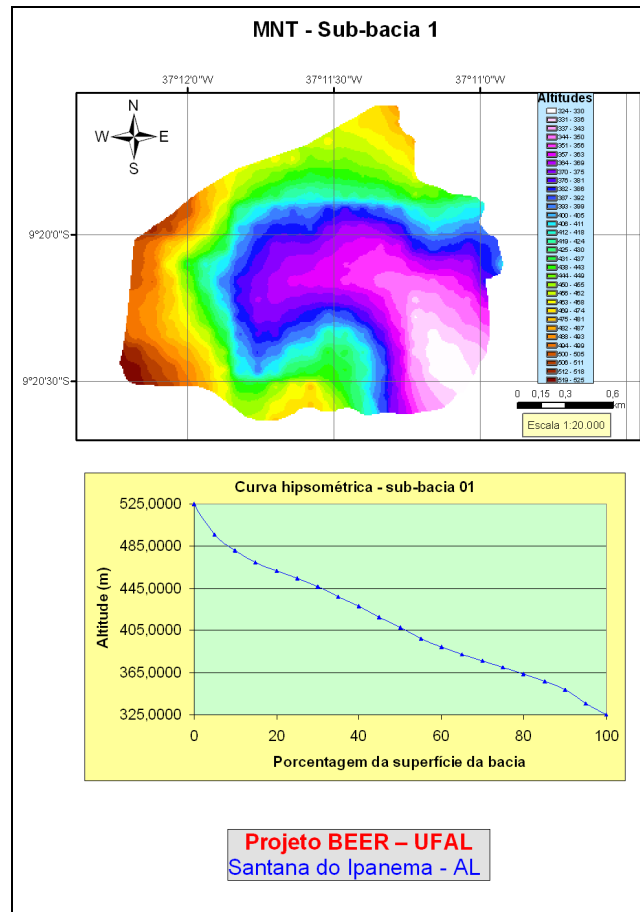 MNT - Sub-bacia 1
37°12'0"W
37°11'30"W
37°11'0"W
N
W E
S
9°20'0"S
9°20'30"S
Altitudes
324 - 330
331 - 336
337 - 343
344 - 350
351 - 356
357 - 363
364 - 369
370 - 375
376 - 381
382 - 386
387 - 392
393 - 399
400 - 405
406 - 411
412 - 418
419 - 424
425 - 430
431 - 437
438 - 443
444 - 449
450 - 455
463 - 468
469 - 474
475 - 481
482 - 487
488 - 493
494 - 499
500 - 505
506 - 511
512 - 518
519 - 525
0 0,15 0,3 0,6
km
Escala 1:20.000
Curva hipsométrica - sub-bacia 01
Altitude (m)
525,0000
485,0000
445,0000
405,0000
365,0000
325,0000
0 20 40 60 80 100
Porcentagem da superfície da bacia
Projeto BEER – UFAL
Santana do Ipanema - AL